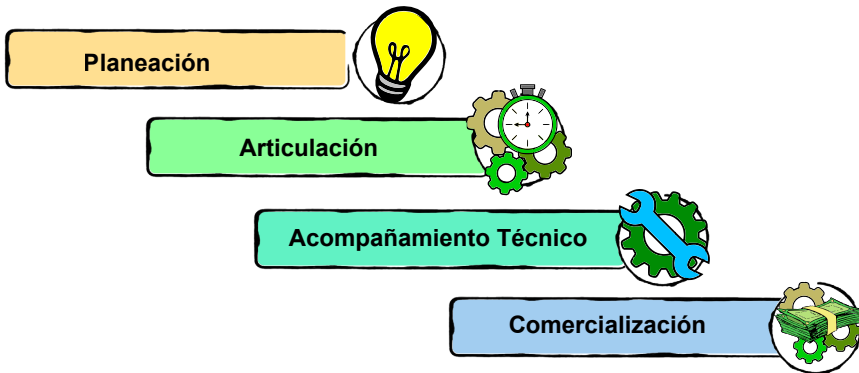 Planeación
Articulación
Acompañamiento Técnico
Comercialización